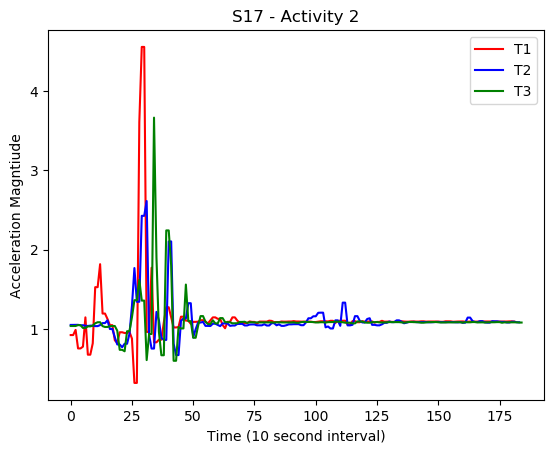 S17 - Activity 2
T1
T2
T3
Acceleration Magntiude
4
3
2
1
0
25
50
75
100
125
150
175
Time (10 second interval)